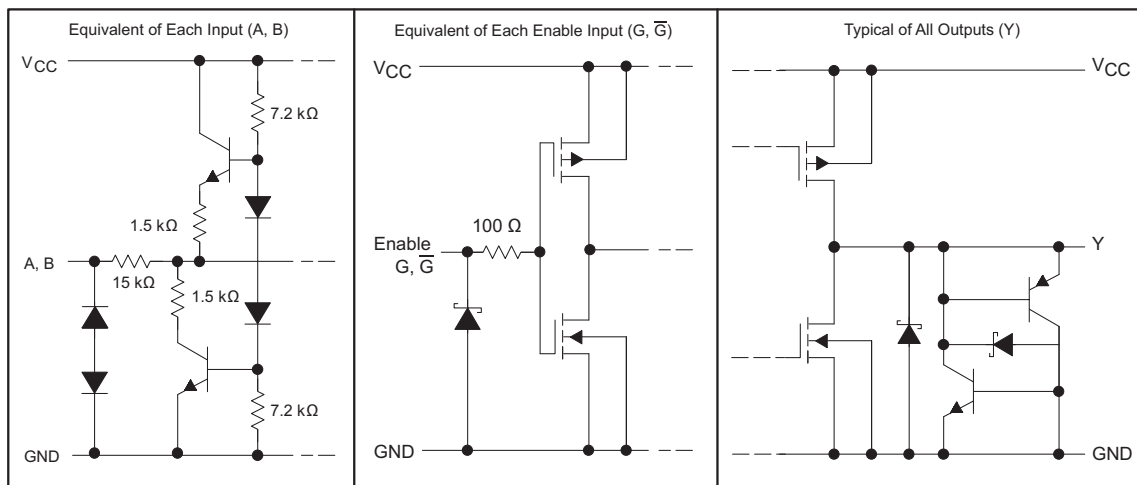 Equivalent of Each Input (A, B)
VCC
7.2 kΩ
1.5 kΩ
A, B
15 kΩ
1.5 kΩ
7.2 kΩ
GND
Equivalent of Each Enable Input (G, G̅)
VCC
100 Ω
Enable
G, G̅
GND
Typical of All Outputs (Y)
VCC
Y
GND